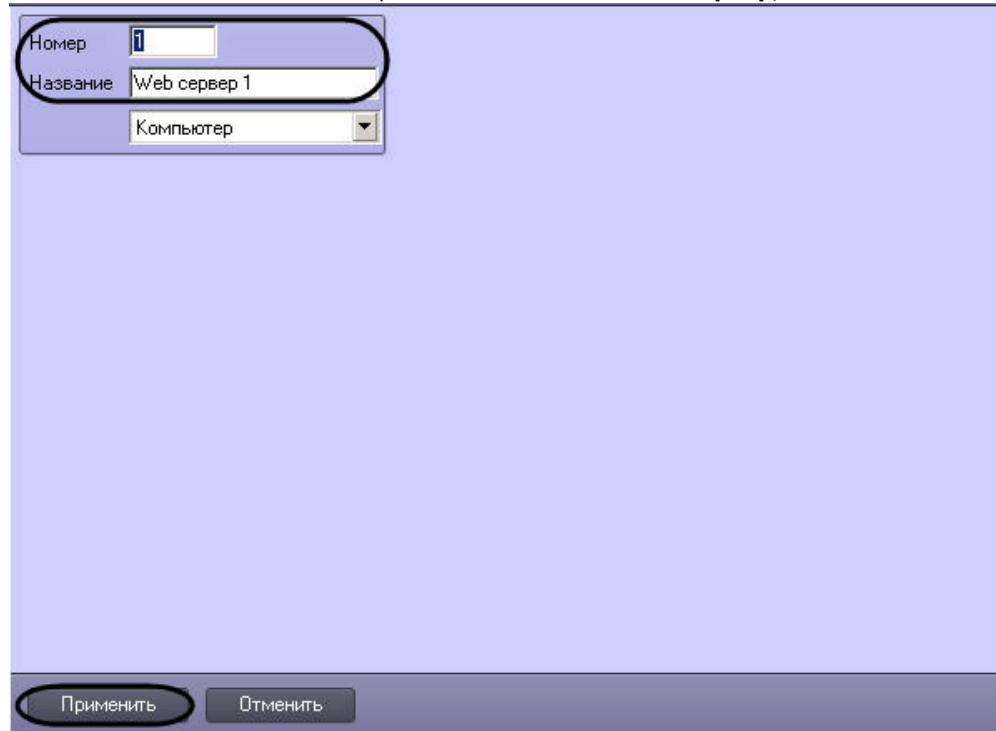 Номер 1
Название Web сервер 1
Компьютер
Применить Отменить